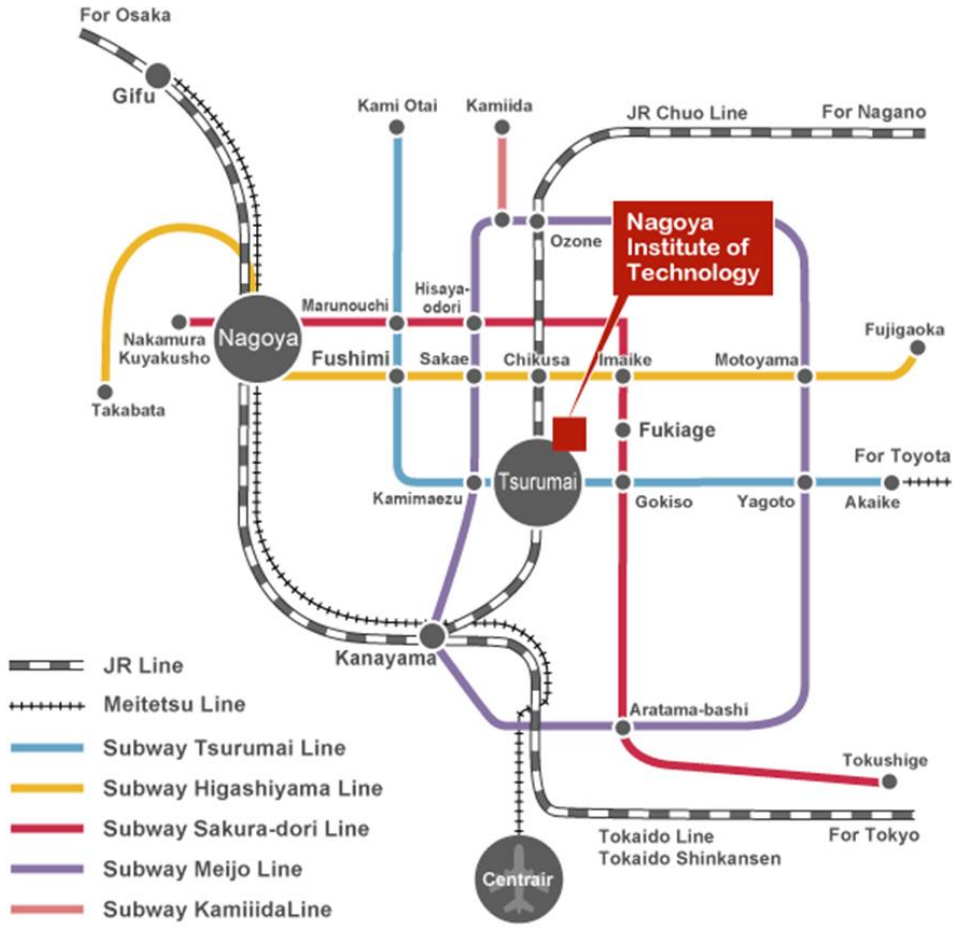 For Osaka
Gifu
Kami Otai
Kamiida
JR Chuo Line
For Nagano
Ozone
Nagoya
Institute of
Technology
Nakamura
Kuyakusho
Nagoya
Marunouchi
Hisaya-
odori
Fujigaoka
Fushimi
Sakae
Chikusa
Imaike
Motoyama
Takabata
Fukiage
For Toyota
Kamimaezu
Tsurumai
Gokiso
Yagoto
Akaike
Kanayama
JR Line
Meitetsu Line
Subway Tsurumai Line
Subway Higashiyama Line
Subway Sakura-dori Line
Subway Meijo Line
Subway KamiiidaLine
Aratama-bashi
Tokushige
Tokaido Line
Tokaido Shinkansen
For Tokyo
Centrair